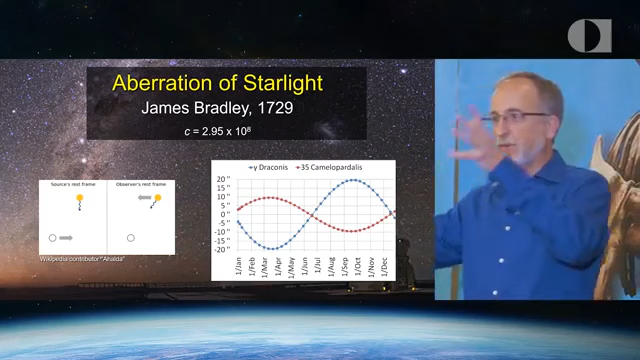 Aberration of Starlight
James Bradley, 1729
c = 2.95 x 10⁸
Source's rest frame
Observer's rest frame
Wikipedia contributor "Ahalda"
γ Draconis
35 Camelopardalis
20 "
15 "
10 "
5 "
0 "
-5 "
-10 "
-15 "
-20 "
1/Jan
1/Feb
1/Mar
1/Apr
1/May
1/Jun
1/Jul
1/Aug
1/Sep
1/Oct
1/Nov
1/Dec